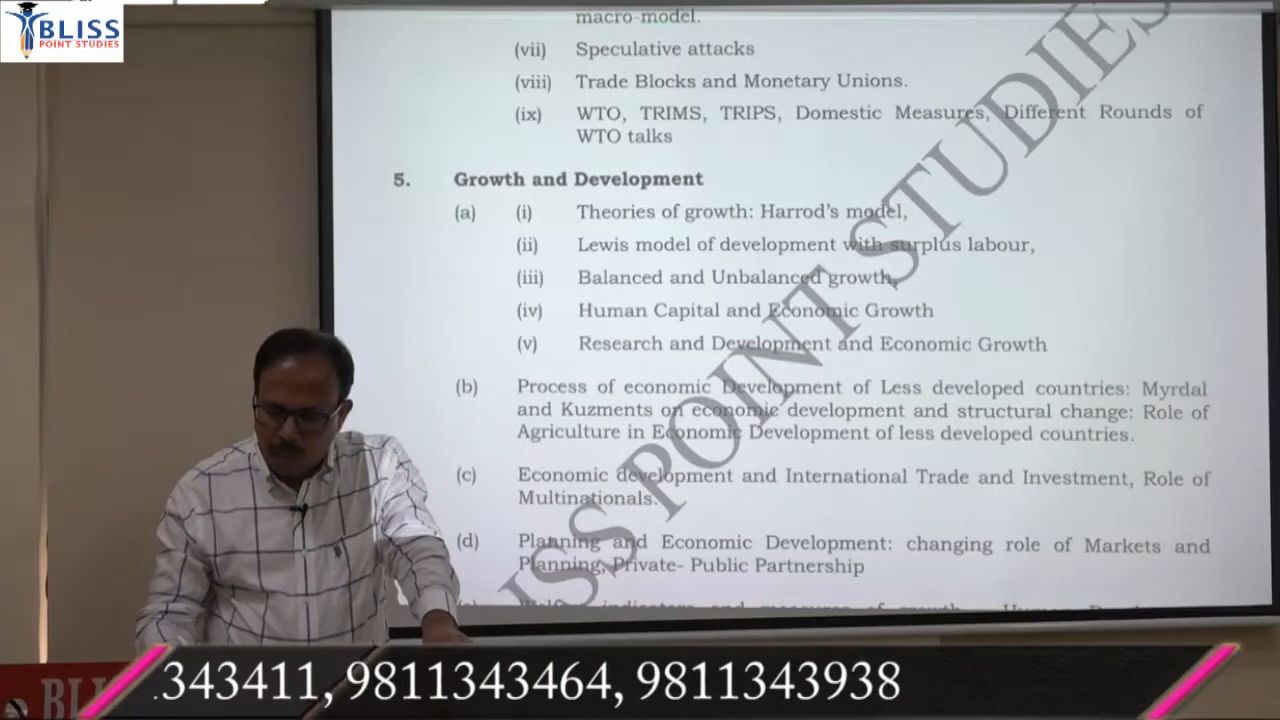 BLISS
POINT STUDIES
macro-model.
(vii) Speculative attacks
(viii) Trade Blocks and Monetary Unions.
(ix) WTO, TRIMS, TRIPS, Domestic Measures, Different Rounds of
WTO talks
5. Growth and Development
(a) (i) Theories of growth: Harrod's model,
(ii) Lewis model of development with surplus labour,
(iii) Balanced and Unbalanced growth,
(iv) Human Capital and Economic Growth
(v) Research and Development and Economic Growth
(b) Process of economic Development of Less developed countries: Myrdal
and Kuzments on economic development and structural change: Role of
Agriculture in Economic Development of less developed countries.
(c) Economic development and International Trade and Investment, Role of
Multinationals.
(d) Planning and Economic Development: changing role of Markets and
Planning, Private- Public Partnership
ISS POINT STUDIES
343411, 9811343464, 9811343938